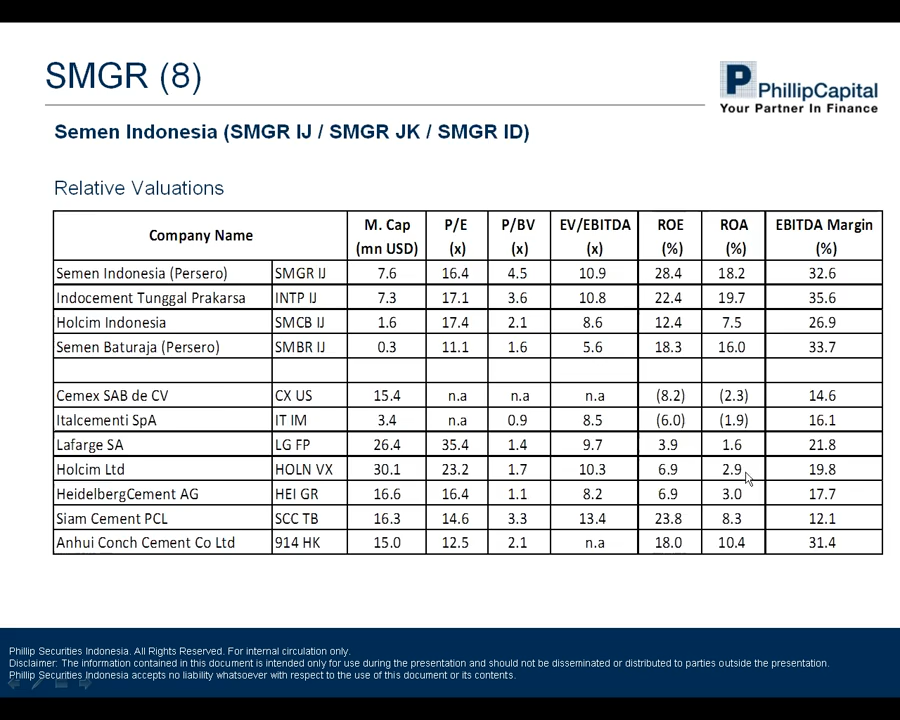 SMGR (8)
P PhillipCapital
Your Partner In Finance
Semen Indonesia (SMGR IJ / SMGR JK / SMGR ID)
Relative Valuations
Company Name M. Cap (mn USD) P/E (x) P/BV (x) EV/EBITDA (x) ROE (%) ROA (%) EBITDA Margin (%)
Semen Indonesia (Persero) SMGR IJ 7.6 16.4 4.5 10.9 28.4 18.2 32.6
Indocement Tunggal Prakarsa INTP IJ 7.3 17.1 3.6 10.8 22.4 19.7 35.6
Holcim Indonesia SMCB IJ 1.6 17.4 2.1 8.6 12.4 7.5 26.9
Semen Baturaja (Persero) SMBR IJ 0.3 11.1 1.6 5.6 18.3 16.0 33.7
Cemex SAB de CV CX US 15.4 n.a n.a n.a (8.2) (2.3) 14.6
Italcementi SpA IT IM 3.4 n.a 0.9 8.5 (6.0) (1.9) 16.1
Lafarge SA LG FP 26.4 35.4 1.4 9.7 3.9 1.6 21.8
Holcim Ltd HOLN VX 30.1 23.2 1.7 10.3 6.9 2.9 19.8
HeidelbergCement AG HEI GR 16.6 16.4 1.1 8.2 6.9 3.0 17.7
Siam Cement PCL SCC TB 16.3 14.6 3.3 13.4 23.8 8.3 12.1
Anhui Conch Cement Co Ltd 914 HK 15.0 12.5 2.1 n.a 18.0 10.4 31.4
Phillip Securities Indonesia. All Rights Reserved. For internal circulation only.
Disclaimer: The information contained in this document is intended only for use during the presentation and should not be disseminated or distributed to parties outside the presentation.
Phillip Securities Indonesia accepts no liability whatsoever with respect to the use of this document or its contents.